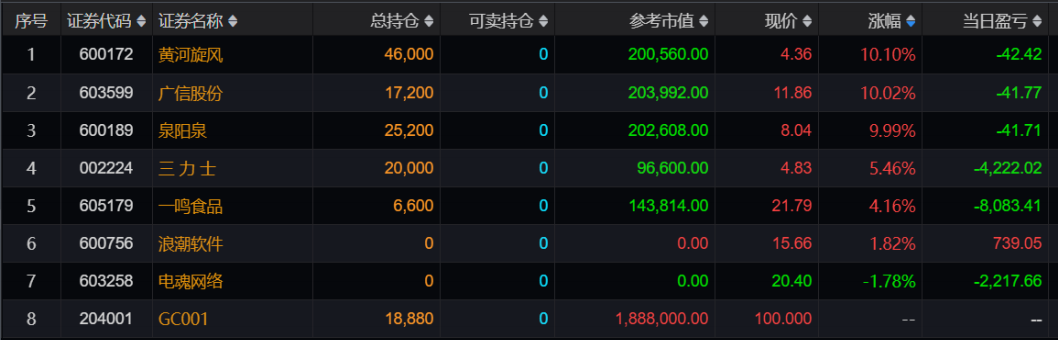 序号 证券代码 证券名称 总持仓 可卖持仓 参考市值 现价 涨幅 当日盈亏
1 600172 黄河旋风 46,000 0 200,560.00 4.36 10.10% -42.42
2 603599 广信股份 17,200 0 203,992.00 11.86 10.02% -41.77
3 600189 泉阳泉 25,200 0 202,608.00 8.04 9.99% -41.71
4 002224 三 力 士 20,000 0 96,600.00 4.83 5.46% -4,222.02
5 605179 一鸣食品 6,600 0 143,814.00 21.79 4.16% -8,083.41
6 600756 浪潮软件 0 0 0.00 15.66 1.82% 739.05
7 603258 电魂网络 0 0 0.00 20.40 -1.78% -2,217.66
8 204001 GC001 18,880 0 1,888,000.00 100.000 -- --